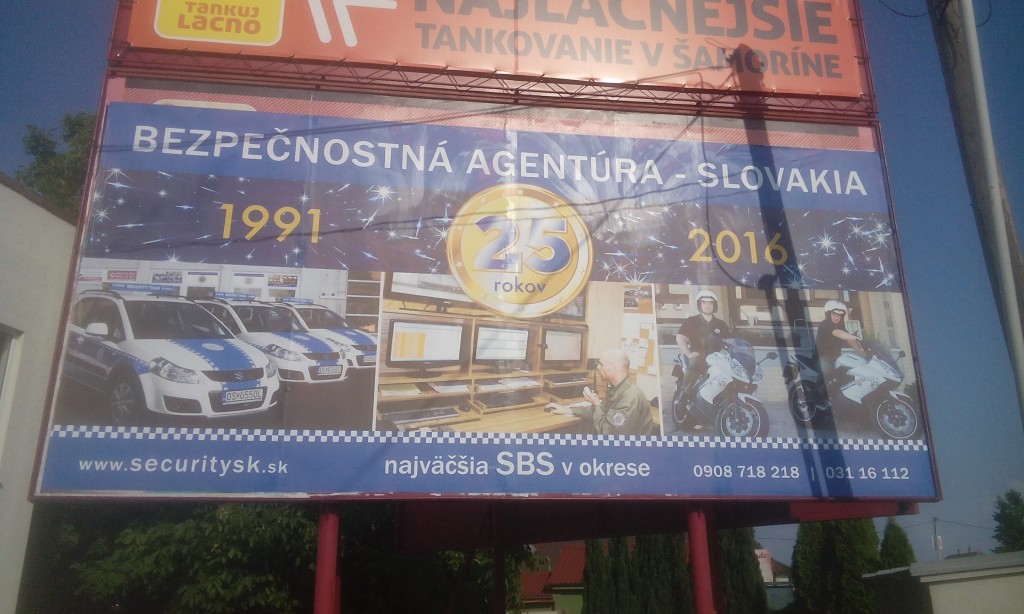 TANKUJ
LACNO
NAJLACNEJŠIE
TANKOVANIE V ŠAMORÍNE
BEZPEČNOSTNÁ AGENTÚRA - SLOVAKIA
1991
25
rokov
2016
www.securitysk.sk
najväčšia SBS v okrese
0908 718 218 | 031 16 112